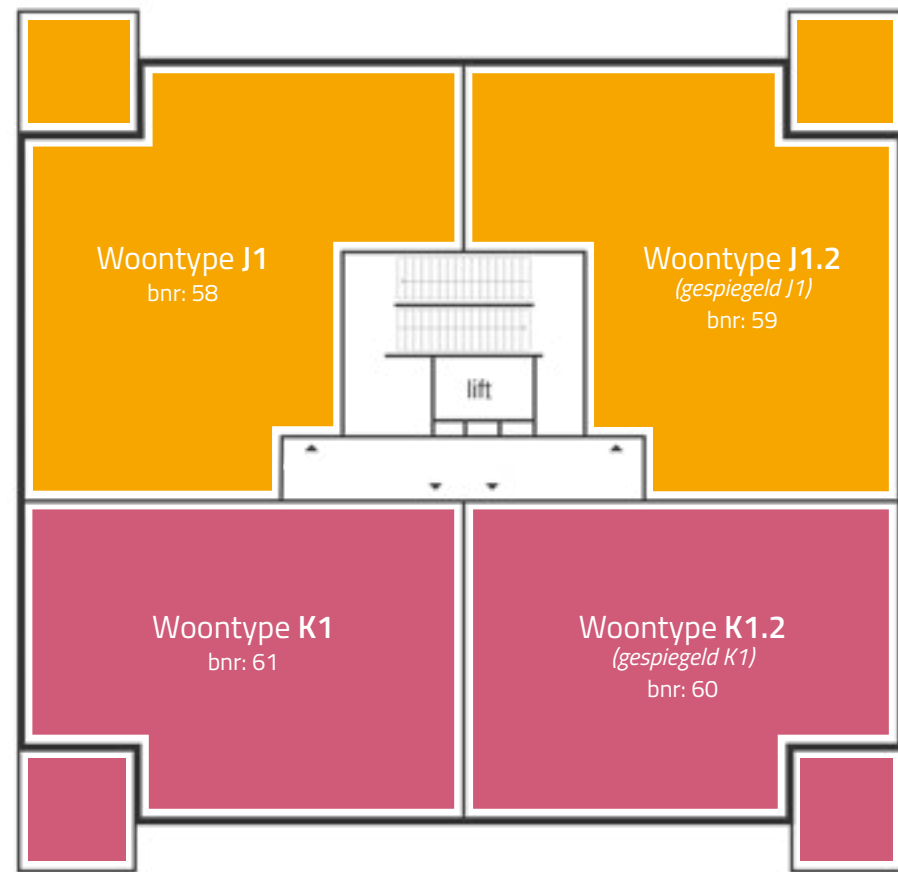 Woontype J1
bnr: 58
Woontype J1.2
(gespiegeld J1)
bnr: 59
lift
Woontype K1
bnr: 61
Woontype K1.2
(gespiegeld K1)
bnr: 60